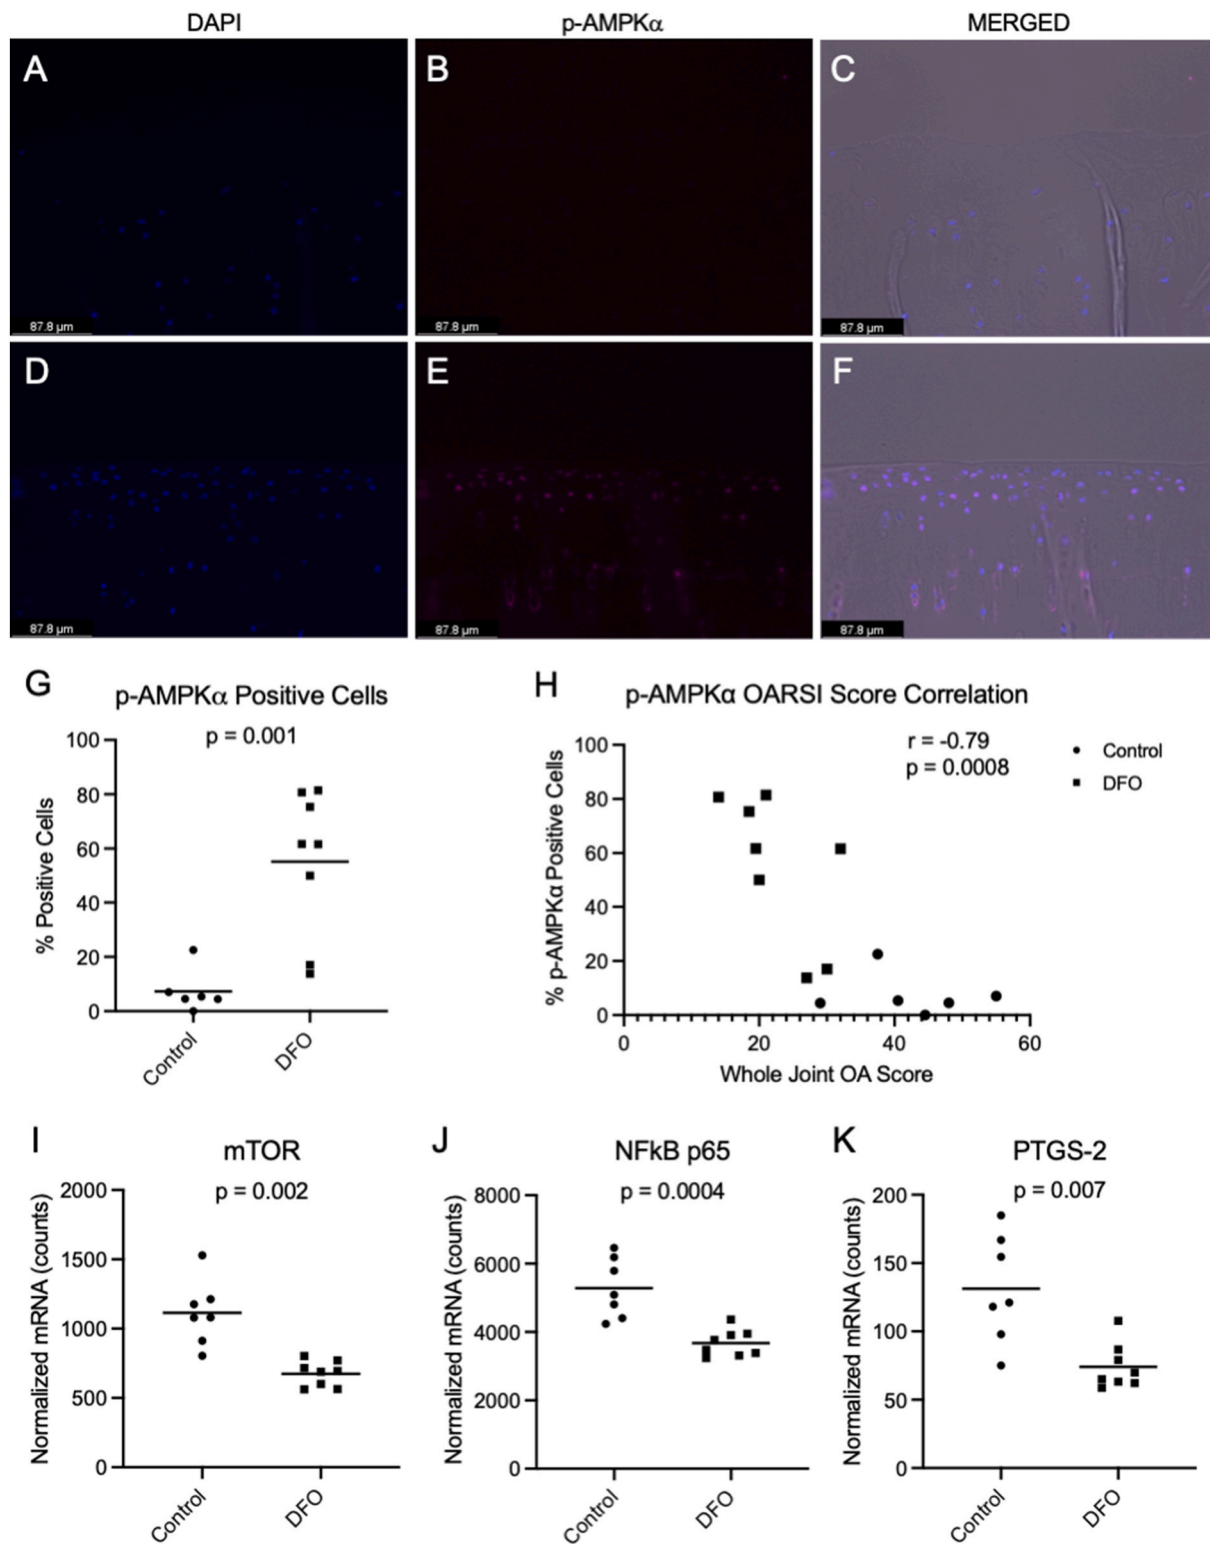 DAPI
p-AMPKα
MERGED
A
B
C
87.8 µm
87.8 µm
87.8 µm
D
E
F
87.8 µm
87.8 µm
87.8 µm
G
p-AMPKα Positive Cells
p = 0.001
% Positive Cells
100
80
60
40
20
0
Control
DFO
H
p-AMPKα OARSI Score Correlation
r = -0.79
p = 0.0008
Control
DFO
% p-AMPKα Positive Cells
100
80
60
40
20
0
0
20
40
60
Whole Joint OA Score
I
mTOR
p = 0.002
Normalized mRNA (counts)
2000
1500
1000
500
0
Control
DFO
J
NFkB p65
p = 0.0004
Normalized mRNA (counts)
8000
6000
4000
2000
0
Control
DFO
K
PTGS-2
p = 0.007
Normalized mRNA (counts)
200
150
100
50
0
Control
DFO